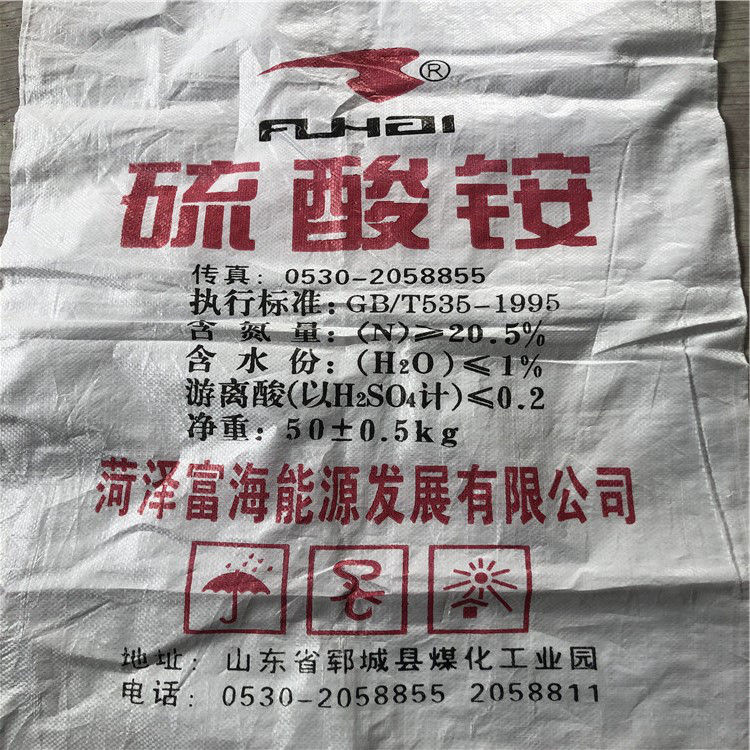 ®
FUHAI
硫酸铵
传真: 0530-2058855
执行标准: GB/T535-1995
含氮量: (N)≥20.5%
含水份: (H₂O)≤1%
游离酸(以H₂SO₄计)≤0.2
净重: 50±0.5kg
菏泽富海能源发展有限公司
地址: 山东省郓城县煤化工业园
电话: 0530-2058855 2058811